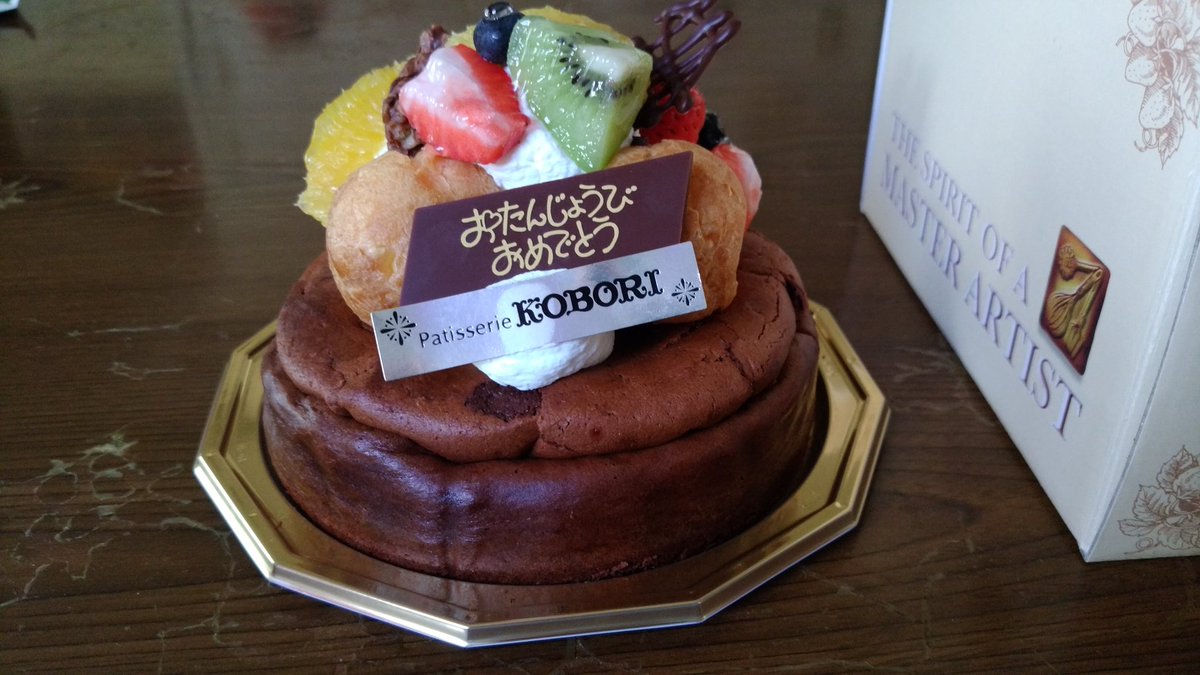 おたんじょうび
おめでとう
Patisserie KOBORI
THE SPIRIT OF A
MASTER ARTIST